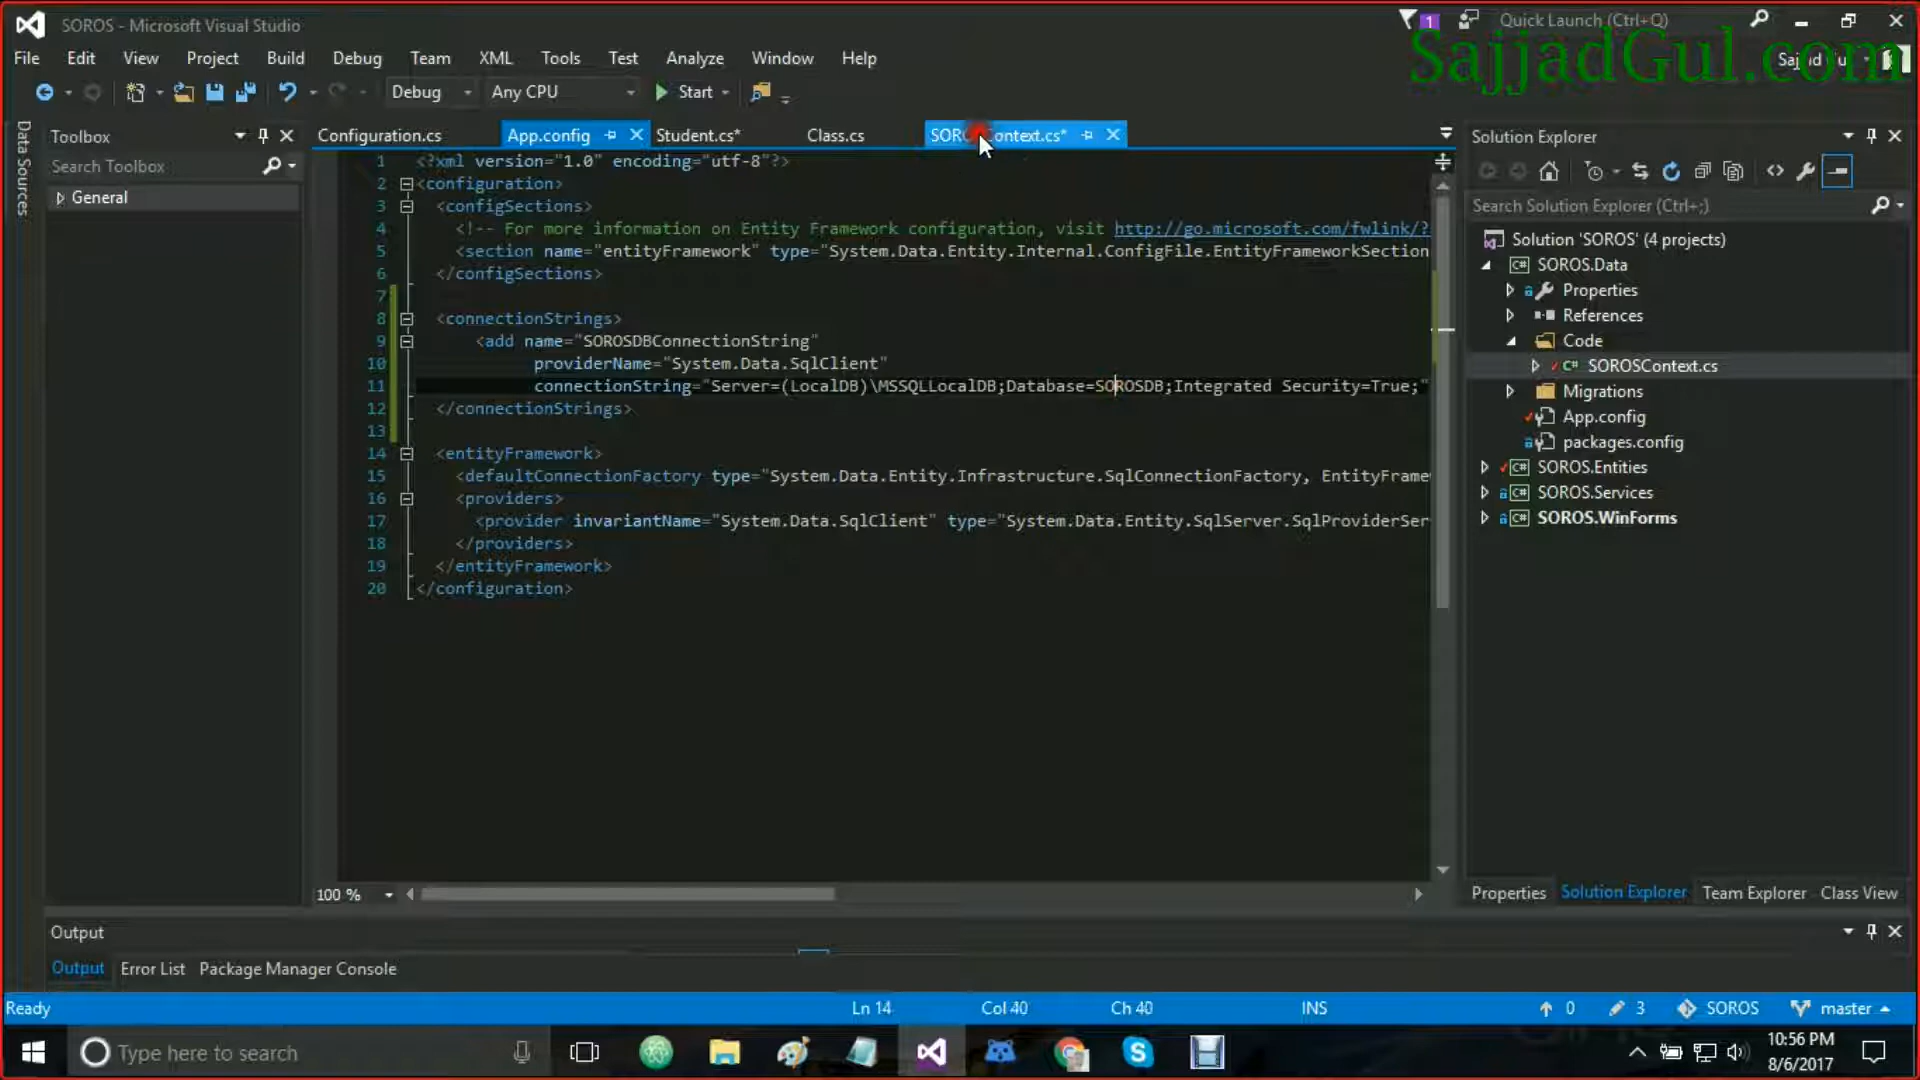 SOROS - Microsoft Visual Studio
1
Quick Launch (Ctrl+Q)
SajjadGul.com
File Edit View Project Build Debug Team XML Tools Test Analyze Window Help
Debug Any CPU Start
Data Sources
Toolbox
Search Toolbox
General
Configuration.cs App.config Student.cs* Class.cs
1 <?xml version="1.0" encoding="utf-8"?>
2 <configuration>
3 <configSections>
4 <!-- For more information on Entity Framework configuration, visit http://go.microsoft.com/fwlink/?
5 <section name="entityFramework" type="System.Data.Entity.Internal.ConfigFile.EntityFrameworkSection
6 </configSections>
7
8 <connectionStrings>
9 <add name="SOROSDBConnectionString"
10 providerName="System.Data.SqlClient"
11 connectionString="Server=(LocalDB)\MSSQLLocalDB;Database=SOROSDB;Integrated Security=True;"
12 </connectionStrings>
13
14 <entityFramework>
15 <defaultConnectionFactory type="System.Data.Entity.Infrastructure.SqlConnectionFactory, EntityFrame
16 <providers>
17 <provider invariantName="System.Data.SqlClient" type="System.Data.Entity.SqlServer.SqlProviderSer
18 </providers>
19 </entityFramework>
20 </configuration>
100 %
Solution Explorer
Search Solution Explorer (Ctrl+;)
Solution 'SOROS' (4 projects)
SOROS.Data
Properties
References
Code
SOROSContext.cs
Migrations
App.config
packages.config
SOROS.Entities
SOROS.Services
SOROS.WinForms
Properties Solution Explorer Team Explorer Class View
Output
Output Error List Package Manager Console
Ready Ln 14 Col 40 Ch 40 INS 0 3 SOROS master
Type here to search
10:56 PM
8/6/2017